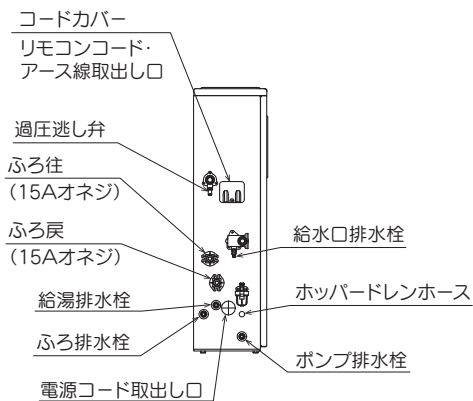 コードカバー
リモコンコード・
アース線取出し口
過圧逃し弁
ふろ往
(15Aオネジ)
ふろ戻
(15Aオネジ)
給水口排水栓
給湯排水栓
ホッパードレンホース
ふろ排水栓
ポンプ排水栓
電源コード取出し口